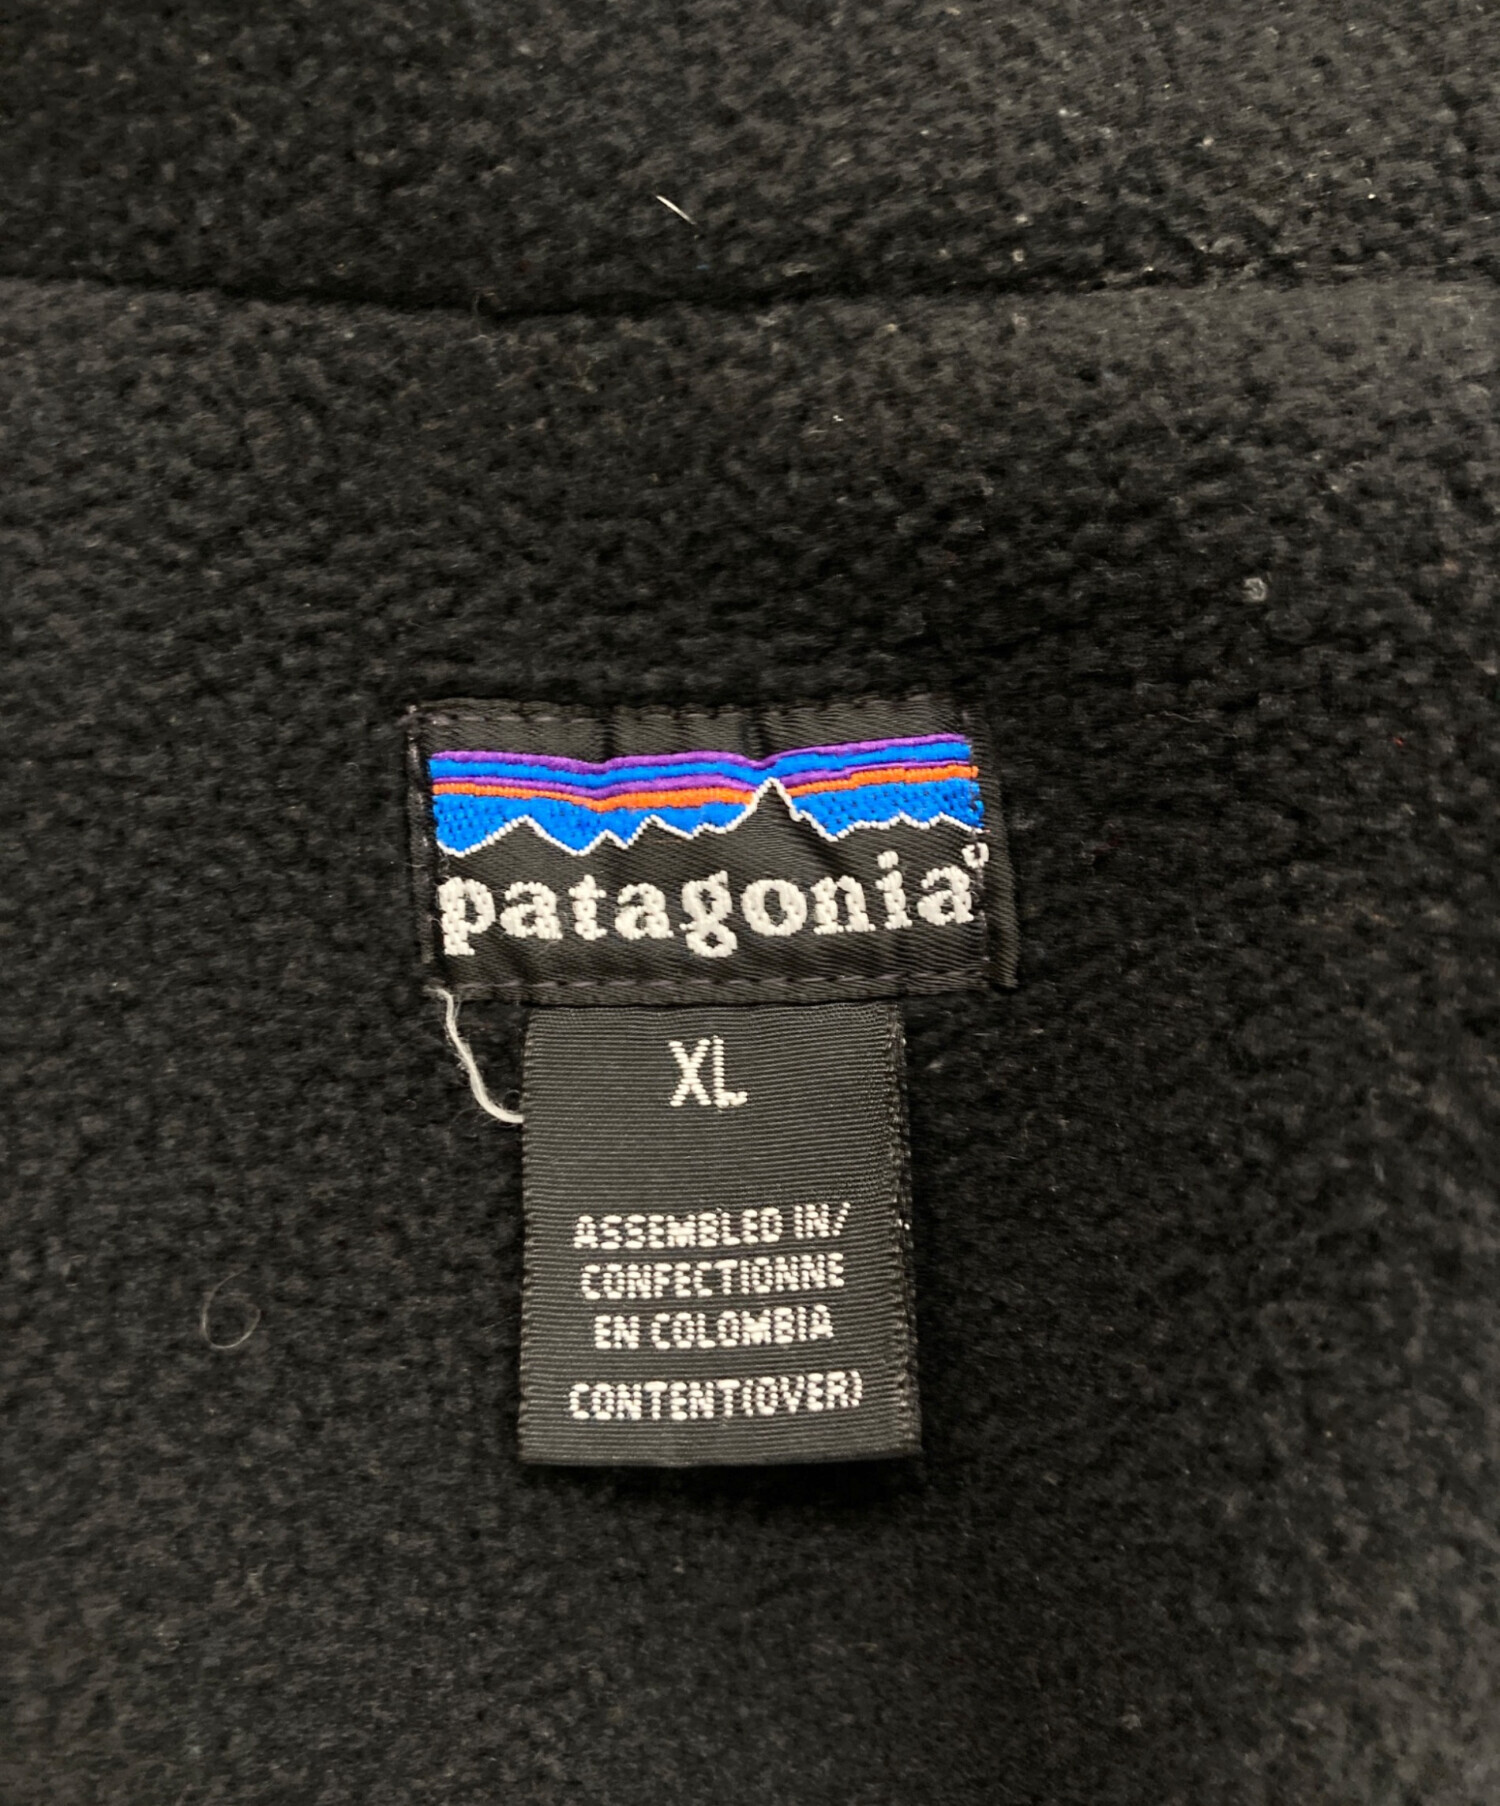 patagonia
XL
ASSEMBLED IN/
CONFECTIONNE
EN COLOMBIA
CONTENT(OVER)